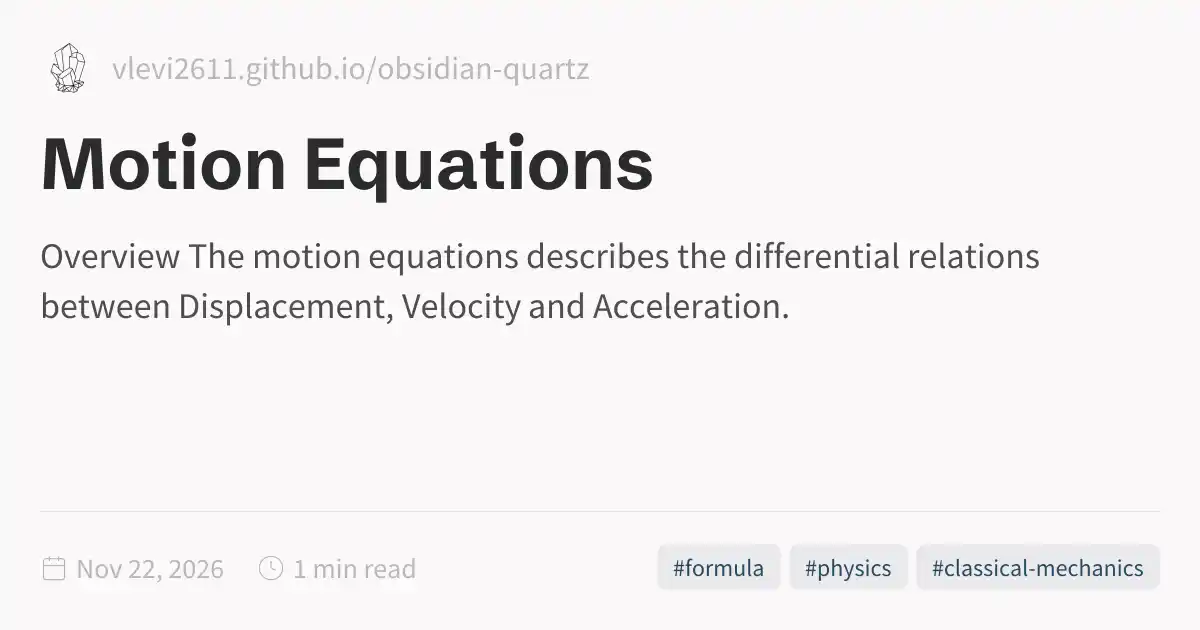 vlevi2611.github.io/obsidian-quartz
Motion Equations
Overview The motion equations describes the differential relations
between Displacement, Velocity and Acceleration.
Nov 22, 2026 1 min read #formula #physics #classical-mechanics